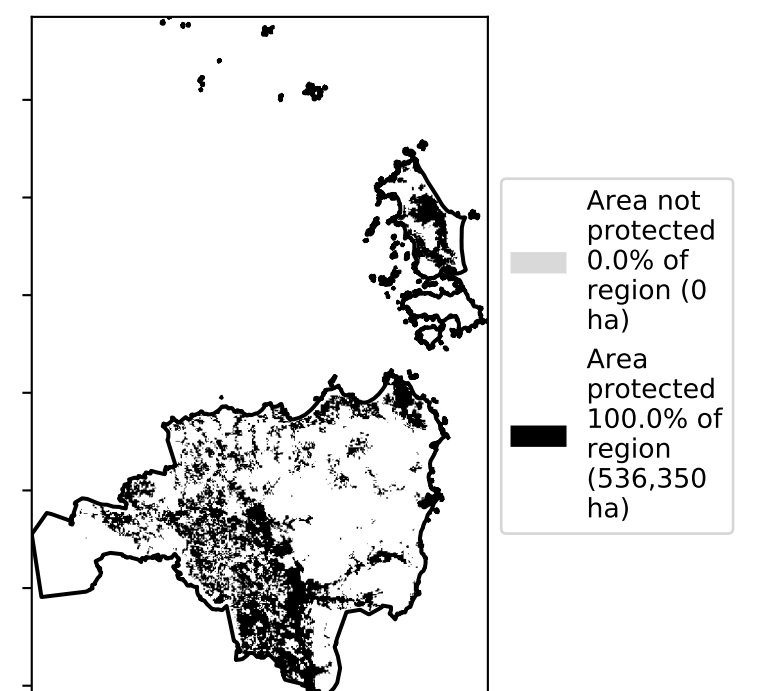 Area not
protected
0.0% of
region (0
ha)
Area
protected
100.0% of
region
(536,350
ha)